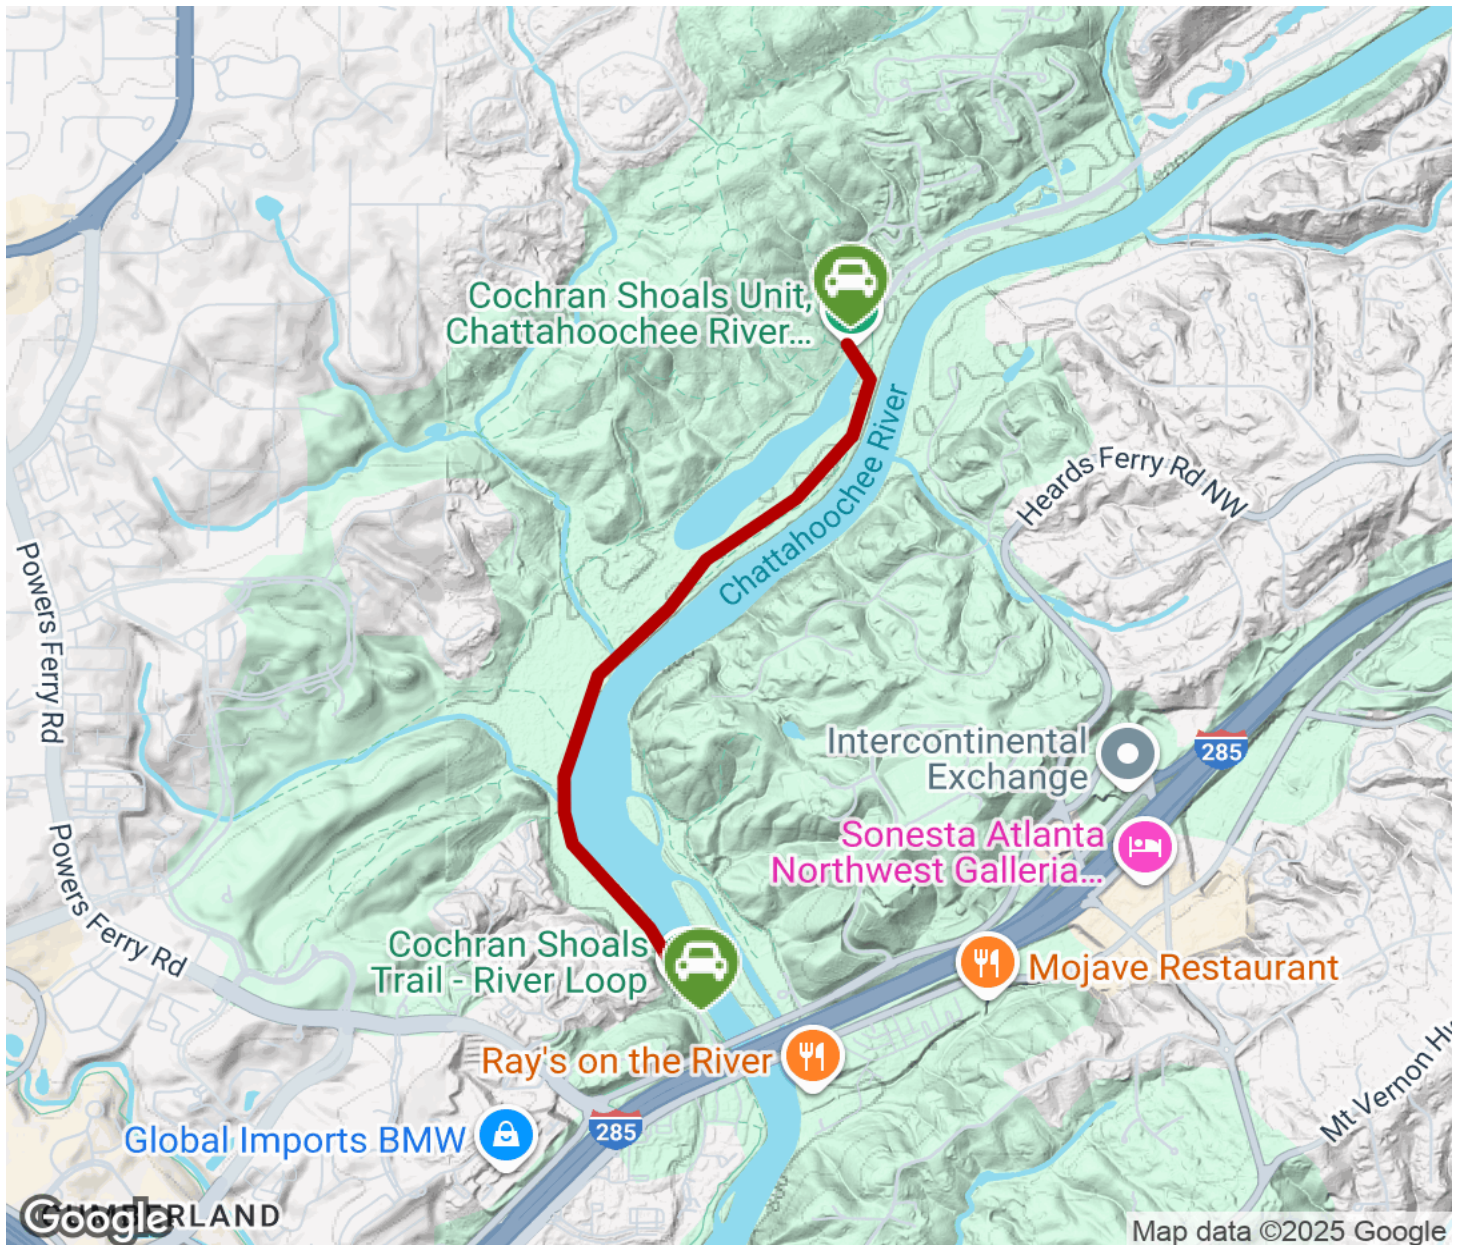 Cochran Shoals Unit,
Chattahoochee River...
Chattahoochee River
Heards Ferry Rd NW
Powers Ferry Rd
285
Intercontinental
Exchange
Sonesta Atlanta
Northwest Galleria...
Powers Ferry Rd
Cochran Shoals
Trail - River Loop
Mojave Restaurant
Ray's on the River
285
Global Imports BMW
Mt Vernon
Google
Map data ©2025 Google